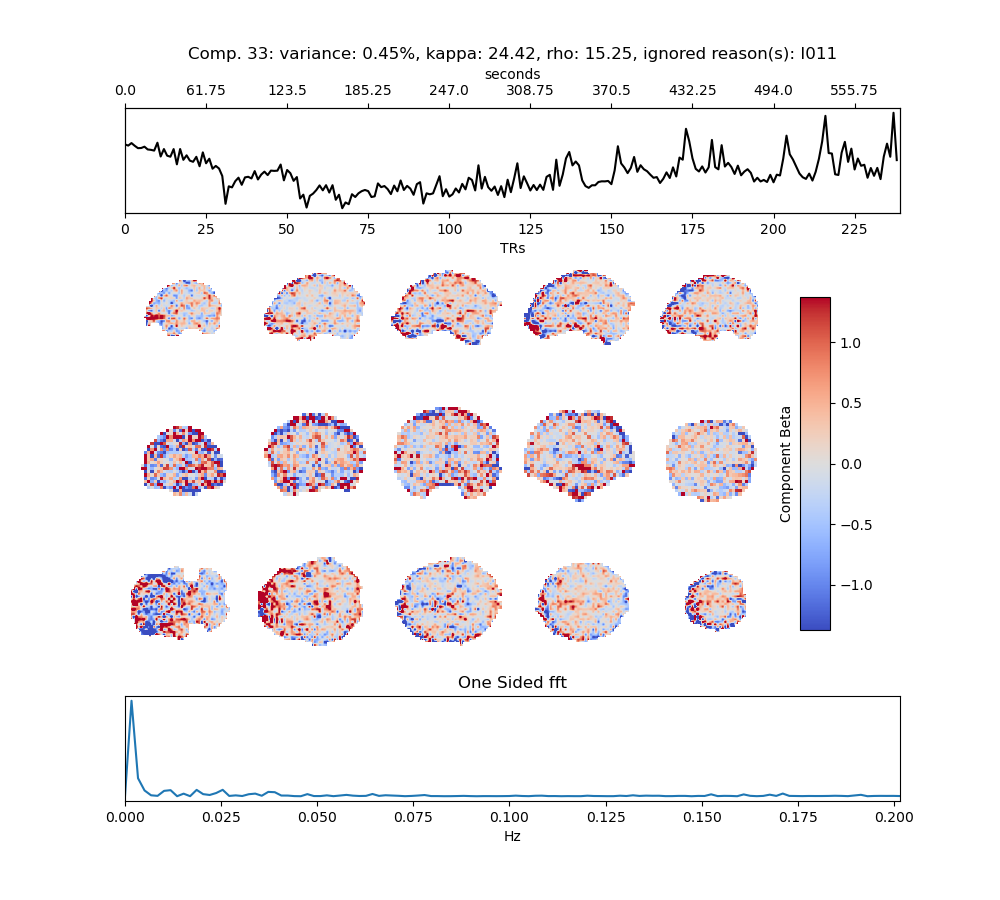 Comp. 33: variance: 0.45%, kappa: 24.42, rho: 15.25, ignored reason(s): I011
seconds
0.0 61.75 123.5 185.25 247.0 308.75 370.5 432.25 494.0 555.75
0 25 50 75 100 125 150 175 200 225
TRs
1.0
0.5
0.0
−0.5
−1.0
Component Beta
One Sided fft
0.000 0.025 0.050 0.075 0.100 0.125 0.150 0.175 0.200
Hz